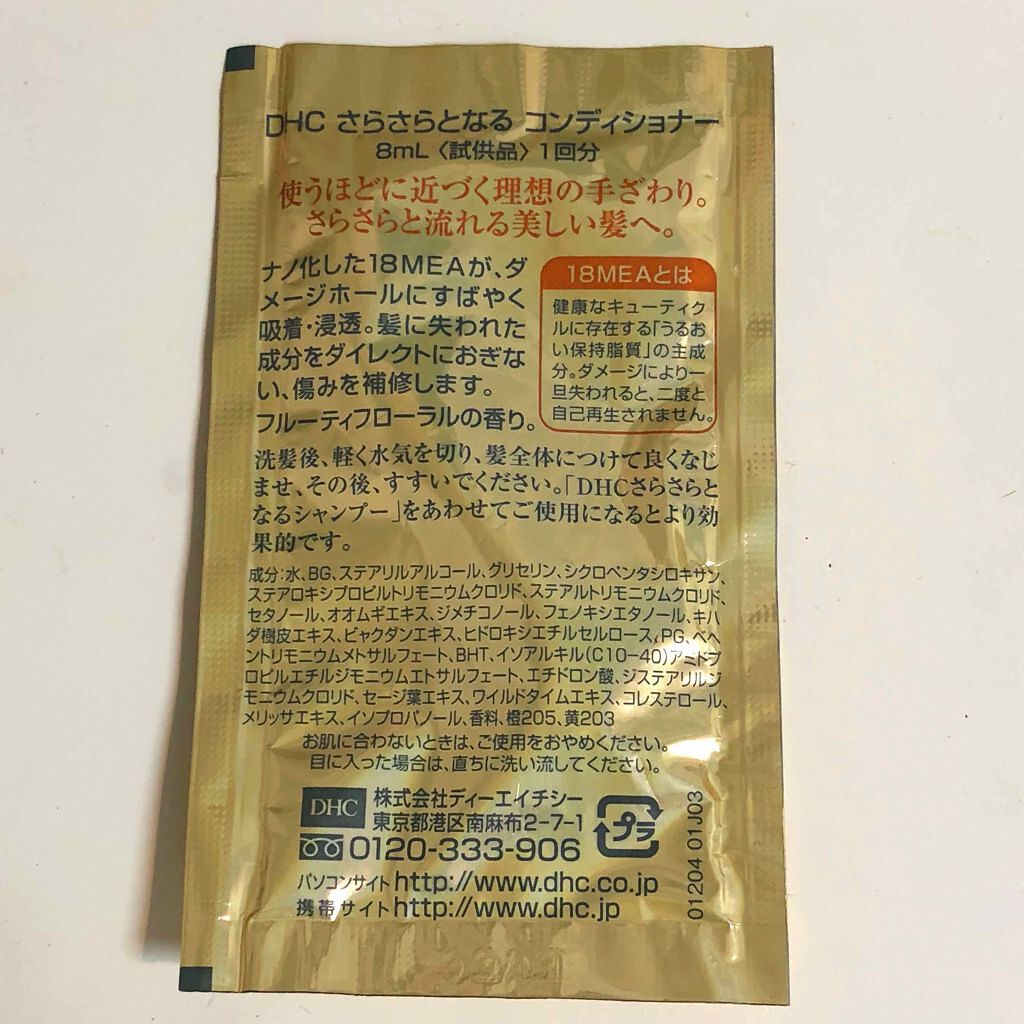 DHC さらさらとなる コンディショナー
8mL〈試供品〉1回分
使うほどに近づく理想の手ざわり。
さらさらと流れる美しい髪へ。
ナノ化した18MEAが、ダ
メージホールにすばやく
吸着・浸透。髪に失われた
成分をダイレクトにおぎな
い、傷みを補修します。
フルーティフローラルの香り。
18MEAとは
健康なキューティク
ルに存在する「うるお
い保持脂質」の主成
分。ダメージにより一
旦失われると、二度と
自己再生されません。
洗髪後、軽く水気を切り、髪全体につけて良くなじ
ませ、その後、すすいでください。「DHCさらさらと
なるシャンプー」をあわせてご使用になるとより効
果的です。
成分:水、BG、ステアリルアルコール、グリセリン、シクロペンタシロキサン、
ステアロキシプロピルトリモニウムクロリド、ステアルトリモニウムクロリド、
セタノール、オオムギエキス、ジメチコノール、フェノキシエタノール、キハ
ダ樹皮エキス、ビャクダンエキス、ヒドロキシエチルセルロース、PG、ベヘ
ントリモニウムメトサルフェート、BHT、イソアルキル(C10-40)アミドプ
ロピルエチルジモニウムエトサルフェート、エチドロン酸、ジステアリルジ
モニウムクロリド、セージ葉エキス、ワイルドタイムエキス、コレステロール、
メリッサエキス、イソプロパノール、香料、橙205、黄203
お肌に合わないときは、ご使用をおやめください。
目に入った場合は、直ちに洗い流してください。
DHC 株式会社ディーエイチシー
東京都港区南麻布2-7-1
0120-333-906
プラ
パソコンサイト http://www.dhc.co.jp
携帯サイト http://www.dhc.jp
01204 01J03